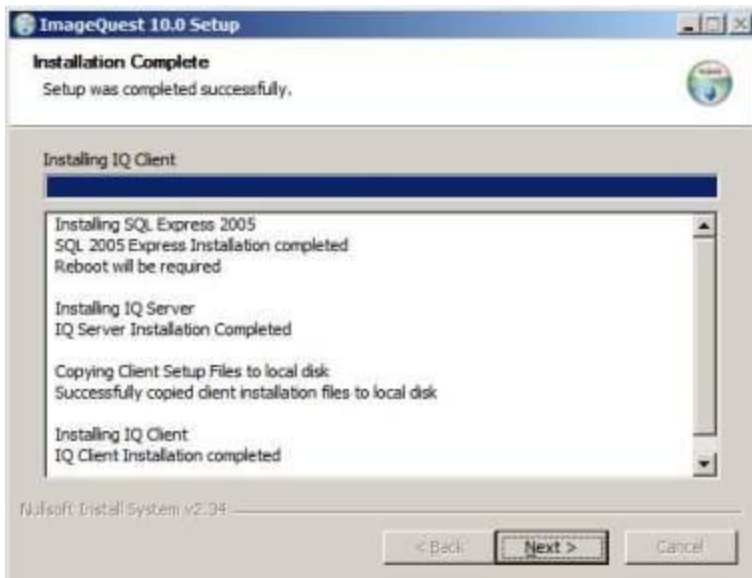 ImageQuest 10.0 Setup
Installation Complete
Setup was completed successfully.
Installing IQ Client
Installing SQL Express 2005
SQL 2005 Express Installation completed
Reboot will be required
Installing IQ Server
IQ Server Installation Completed
Copying Client Setup Files to local disk
Successfully copied client installation files to local disk
Installing IQ Client
IQ Client Installation completed
Nullsoft Install System v2.34
< Back Next > Cancel